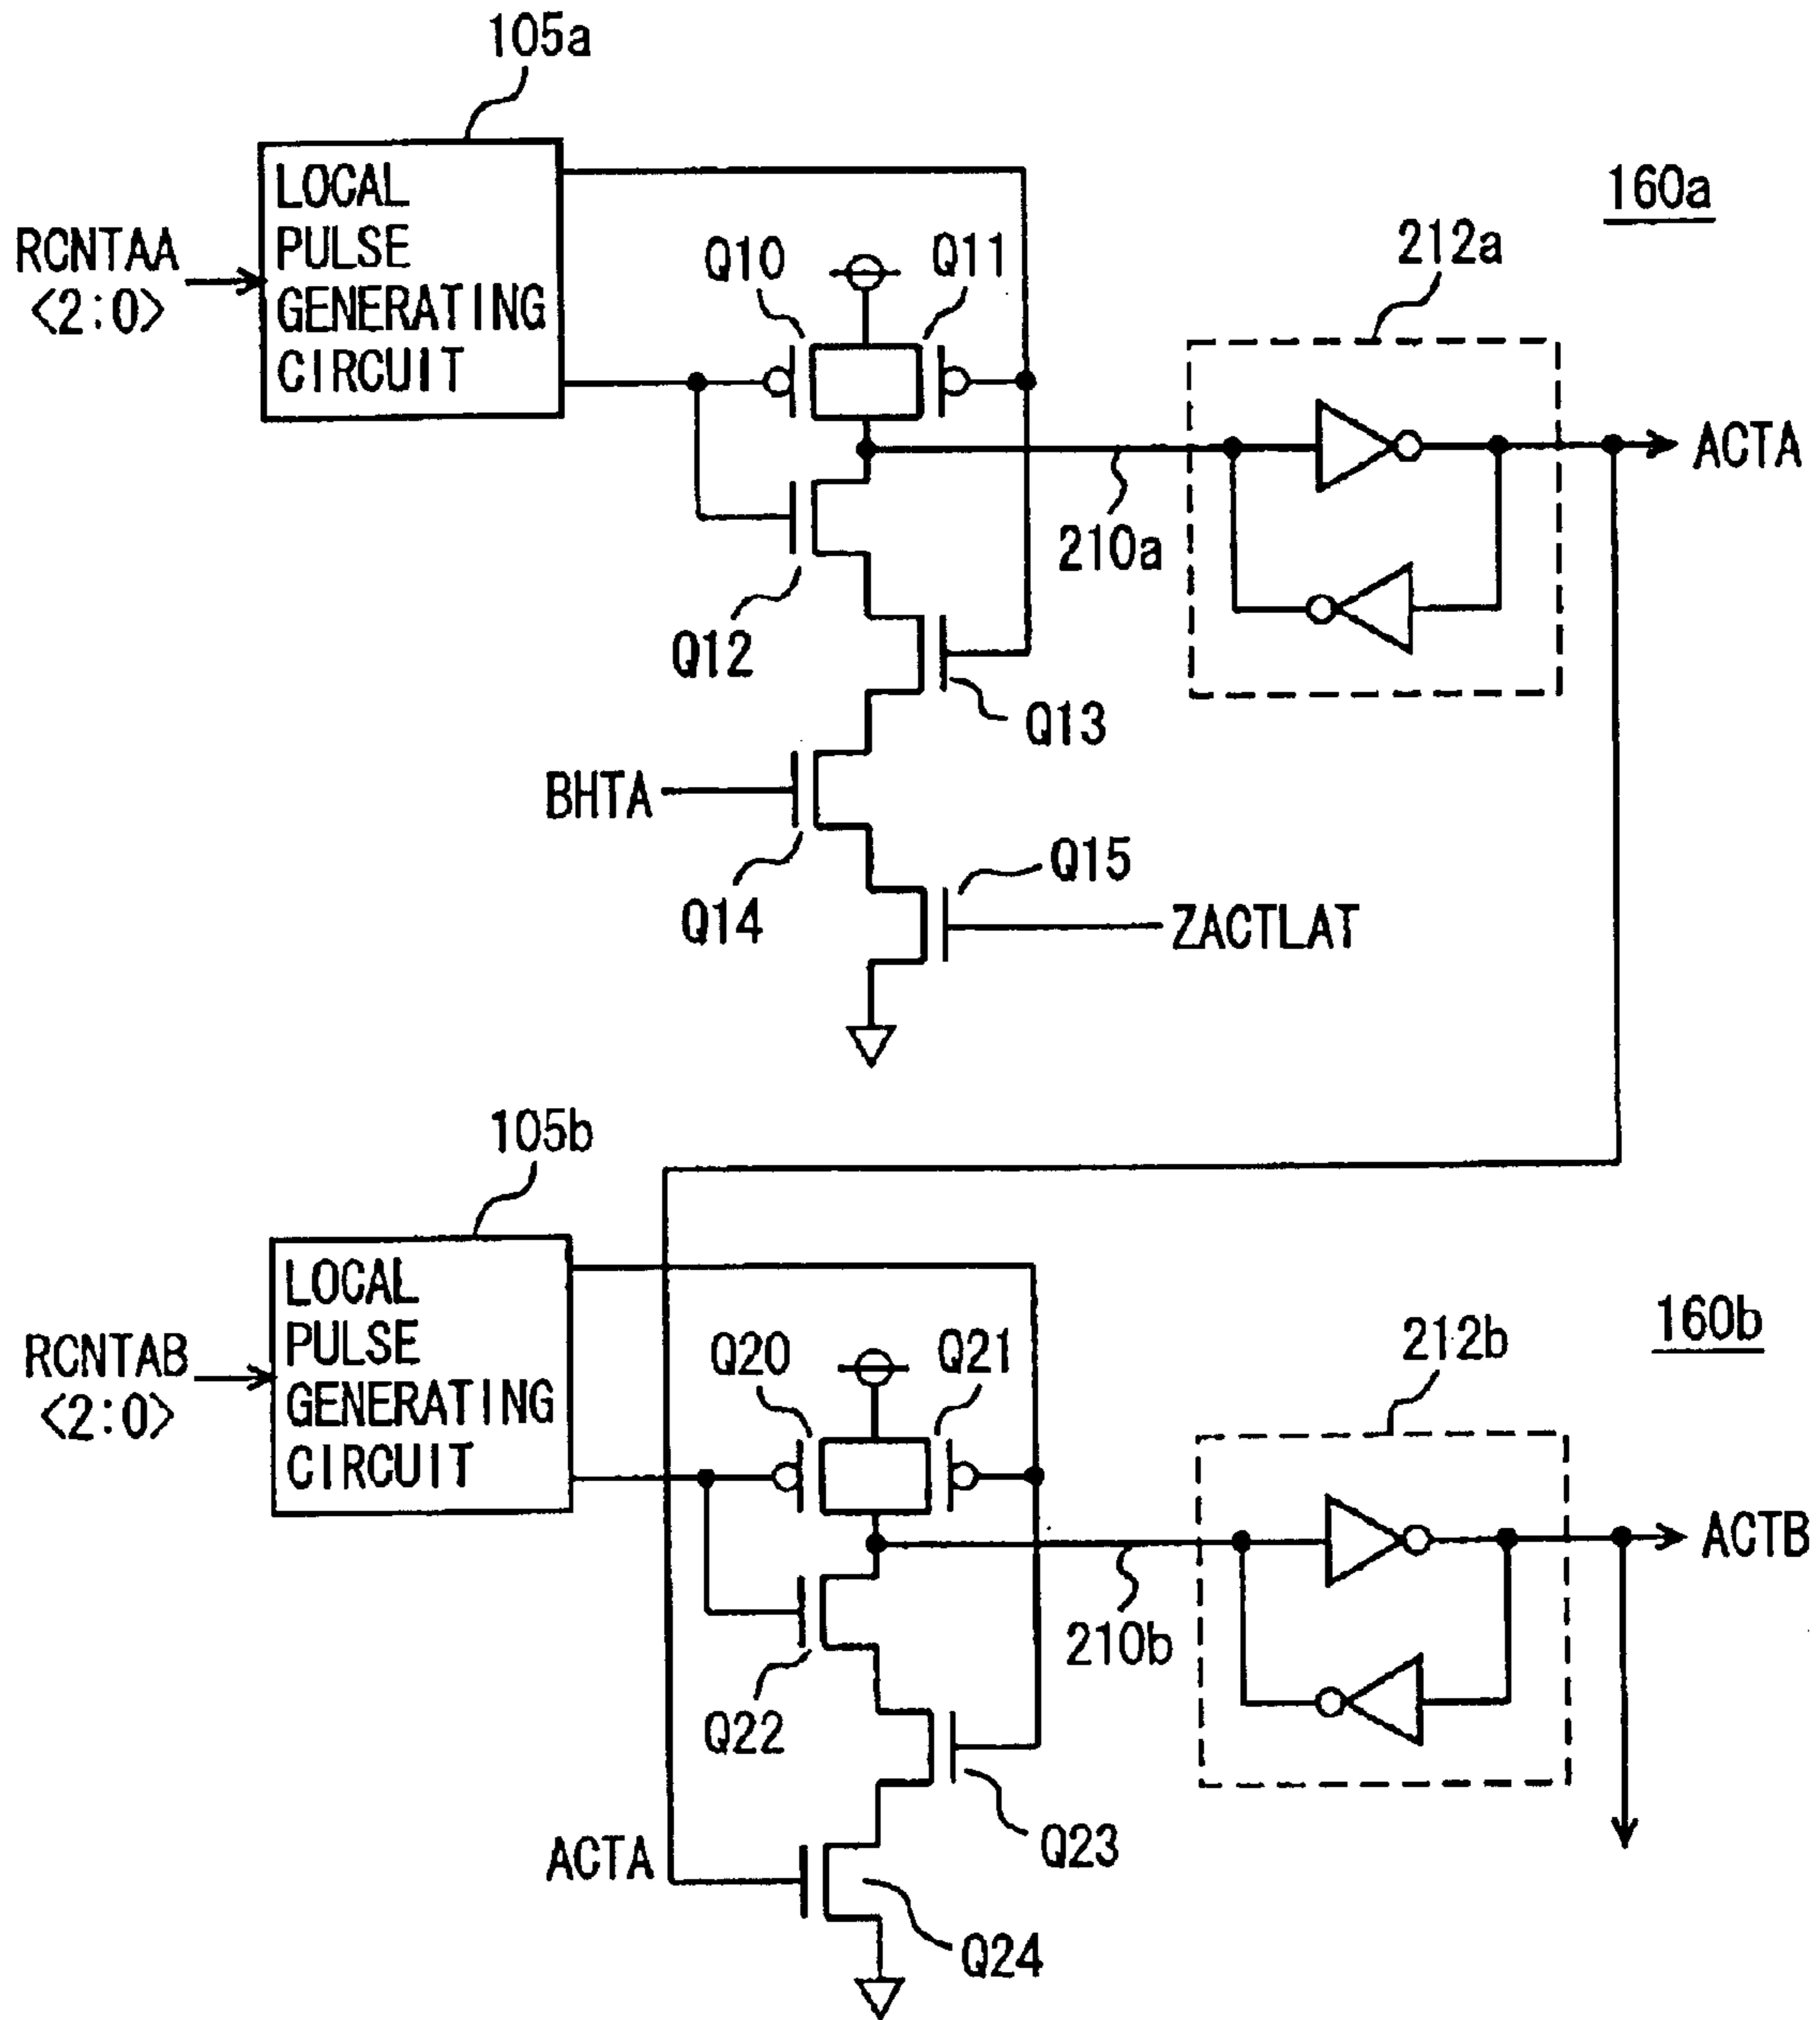 105a
LOCAL
PULSE
GENERATING
CIRCUIT
RCNTAA
<2:0>
160a
Q10
Q11
212a
ACTA
210a
Q12
Q13
BHTA
Q14
Q15
ZACTLAT
105b
LOCAL
PULSE
GENERATING
CIRCUIT
RCNTAB
<2:0>
160b
Q20
Q21
212b
ACTB
210b
Q22
Q23
ACTA
Q24